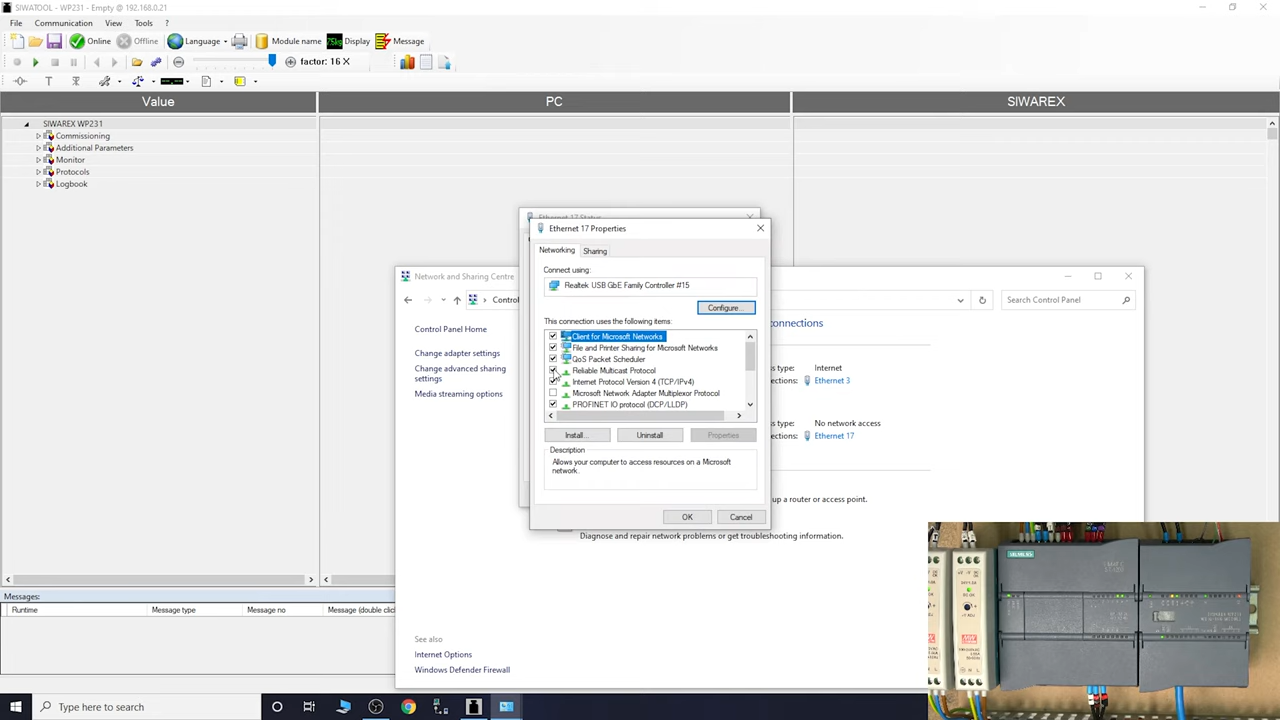 SIWATOOL - WP231 - Empty @ 192.168.0.21
File Communication View Tools Help
Online Offline Language Module name Display Message
factor: 16 X
Value PC SIWAREX
SIWAREX WP231
Commissioning
Additional Parameters
Monitor
Protocols
Logbook
Ethernet 17 Status
Ethernet 17 Properties
Networking Sharing
Connect using:
Realtek USB GbE Family Controller #15
Configure...
This connection uses the following items:
Client for Microsoft Networks
File and Printer Sharing for Microsoft Networks
QoS Packet Scheduler
Reliable Multicast Protocol
Internet Protocol Version 4 (TCP/IPv4)
Microsoft Network Adapter Multiplexor Protocol
PROFINET IO protocol (DCP/LLDP)
Install... Uninstall Properties
Description
Allows your computer to access resources on a Microsoft
network.
OK Cancel
Network and Sharing Centre
Search Control Panel
Control Panel Home
Change adapter settings
Change advanced sharing
settings
Media streaming options
See also
Internet Options
Windows Defender Firewall
connections
Internet
Ethernet 3
No network access
Ethernet 17
up a router or access point.
Diagnose and repair network problems or get troubleshooting information.
Messages:
Runtime Message type Message no Message (double clic
Type here to search
SIEMENS